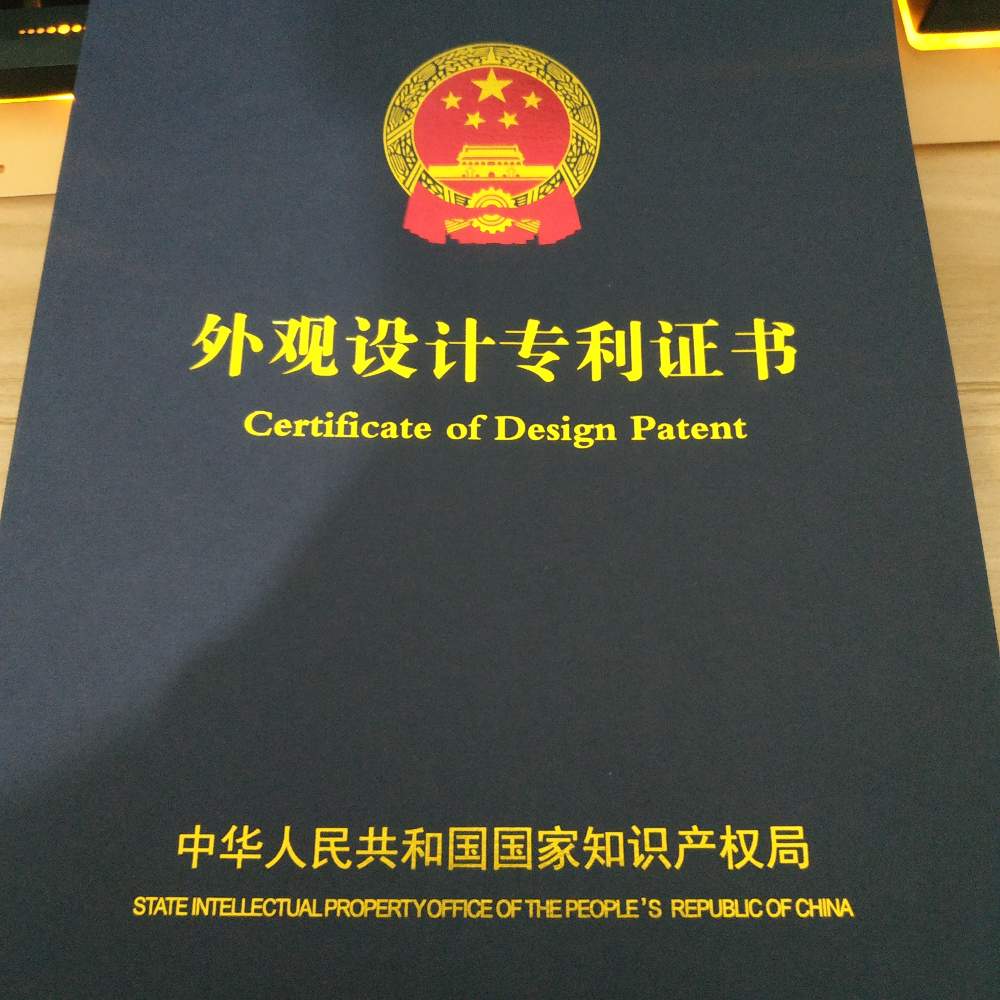 外观设计专利证书
Certificate of Design Patent
中华人民共和国国家知识产权局
STATE INTELLECTUAL PROPERTY OFFICE OF THE PEOPLE'S REPUBLIC OF CHINA